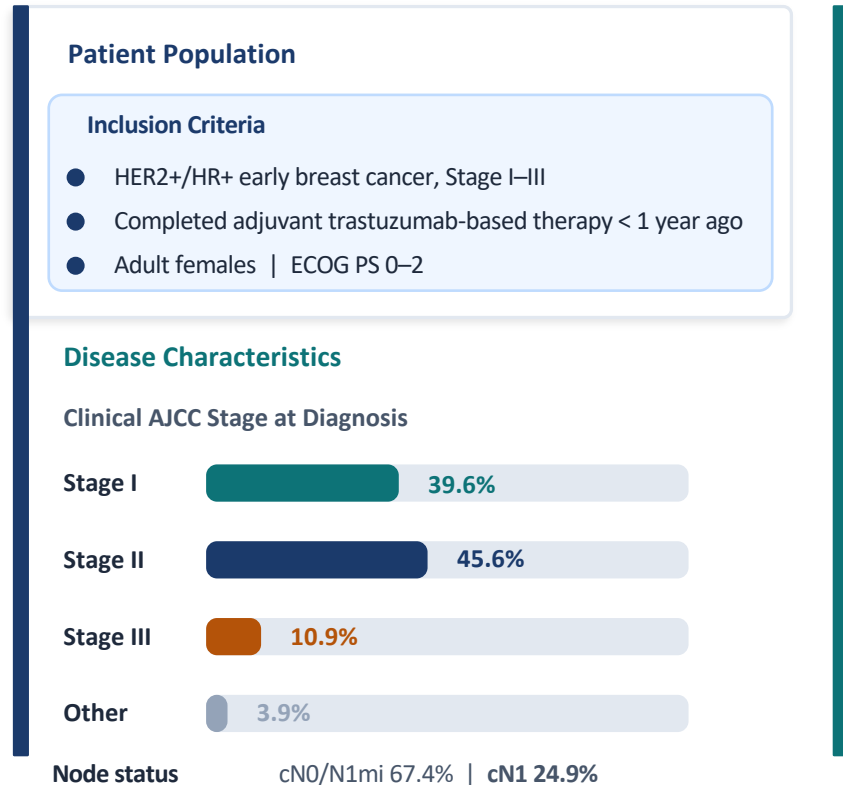 Patient Population
Inclusion Criteria
● HER2+/HR+ early breast cancer, Stage I–III
● Completed adjuvant trastuzumab-based therapy < 1 year ago
● Adult females | ECOG PS 0–2
Disease Characteristics
Clinical AJCC Stage at Diagnosis
Stage I 39.6%
Stage II 45.6%
Stage III 10.9%
Other 3.9%
Node status cN0/N1mi 67.4% | cN1 24.9%